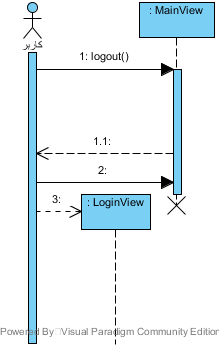 : MainView
کاربر
1: logout()
1.1:
2:
3:
: LoginView
Powered By Visual Paradigm Community Edition